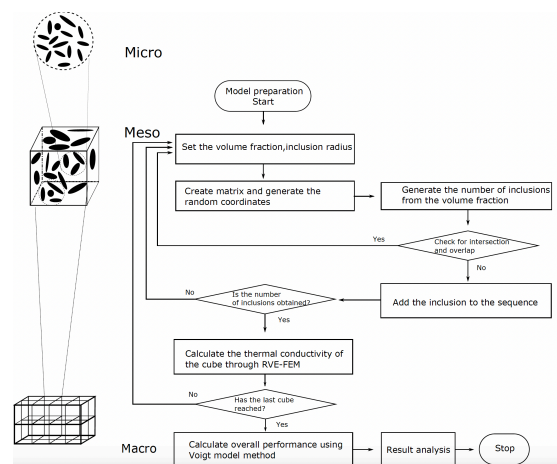 Micro
Model preparation
Start
Meso
Set the volume fraction,inclusion radius
Create matrix and generate the
random coordinates
Generate the number of inclusions
from the volume fraction
Yes
Check for intersection
and overlap
No
No
Is the number
of inclusions obtained?
Add the inclusion to the sequence
Yes
Calculate the thermal conductivity of
the cube through RVE-FEM
No
Has the last cube
reached?
Yes
Macro
Calculate overall performance using
Voigt model method
Result analysis
Stop